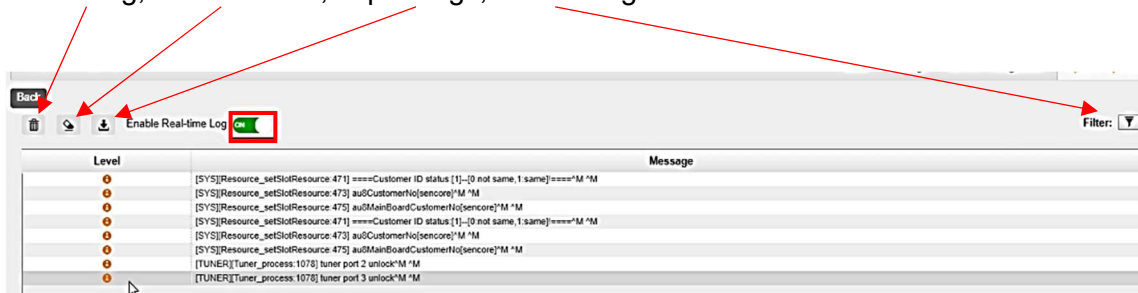 Back
Enable Real-time Log ON
Filter:
Level Message
[SYS][Resource_setSlotResource:471] ====Customer ID status:[1]--[0:not same,1:same]!====^M ^M
[SYS][Resource_setSlotResource:473] au8CustomerNo[sencore]^M ^M
[SYS][Resource_setSlotResource:475] au8MainBoardCustomerNo[sencore]^M ^M
[SYS][Resource_setSlotResource:471] ====Customer ID status:[1]--[0:not same,1:same]!====^M ^M
[SYS][Resource_setSlotResource:473] au8CustomerNo[sencore]^M ^M
[SYS][Resource_setSlotResource:475] au8MainBoardCustomerNo[sencore]^M ^M
[TUNER][Tuner_process:1078] tuner port 2 unlock^M ^M
[TUNER][Tuner_process:1078] tuner port 3 unlock^M ^M